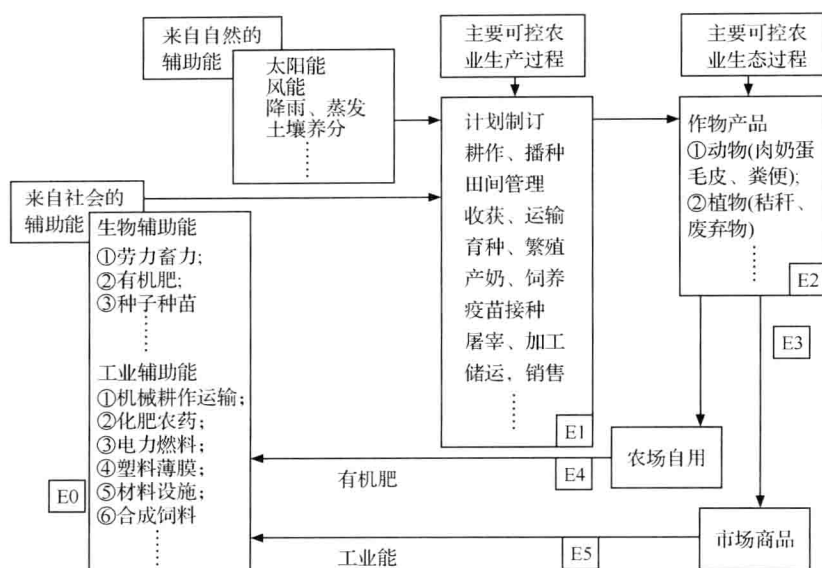 来自自然的
辅助能
太阳能
风能
降雨、蒸发
土壤养分
主要可控农
业生产过程
主要可控农
业生态过程
计划制订
耕作、播种
田间管理
收获、运输
育种、繁殖
产奶、饲养
疫苗接种
屠宰、加工
储运，销售
E1
作物产品
①动物(肉奶蛋
毛皮、粪便);
②植物(秸秆、
废弃物)
E2
E3
来自社会的
辅助能
生物辅助能
①劳力畜力;
②有机肥;
③种子种苗
工业辅助能
①机械耕作运输;
②化肥农药;
③电力燃料;
④塑料薄膜;
⑤材料设施;
⑥合成饲料
E0
农场自用
E4
有机肥
市场商品
E5
工业能